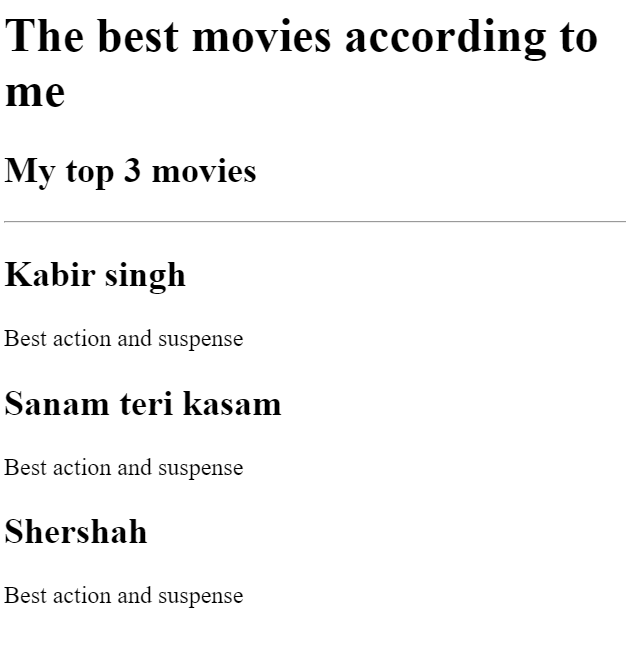 The best movies according to
me
My top 3 movies
Kabir singh
Best action and suspense
Sanam teri kasam
Best action and suspense
Shershah
Best action and suspense